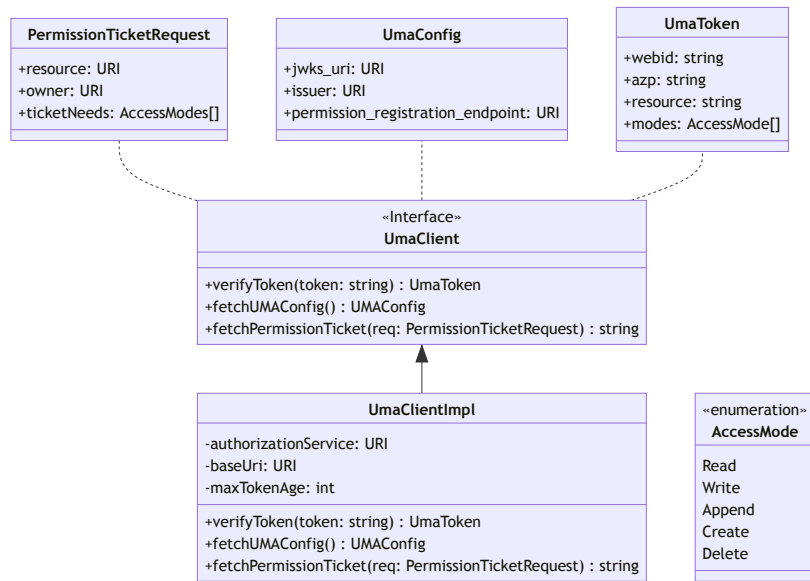 PermissionTicketRequest
+resource: URI
+owner: URI
+ticketNeeds: AccessModes[]
UmaConfig
+jwks_uri: URI
+issuer: URI
+permission_registration_endpoint: URI
UmaToken
+webid: string
+azp: string
+resource: string
+modes: AccessMode[]
«Interface»
UmaClient
+verifyToken(token: string) : UmaToken
+fetchUMAConfig() : UMAConfig
+fetchPermissionTicket(req: PermissionTicketRequest) : string
UmaClientImpl
-authorizationService: URI
-baseUri: URI
-maxTokenAge: int
+verifyToken(token: string) : UmaToken
+fetchUMAConfig() : UMAConfig
+fetchPermissionTicket(req: PermissionTicketRequest) : string
«enumeration»
AccessMode
Read
Write
Append
Create
Delete